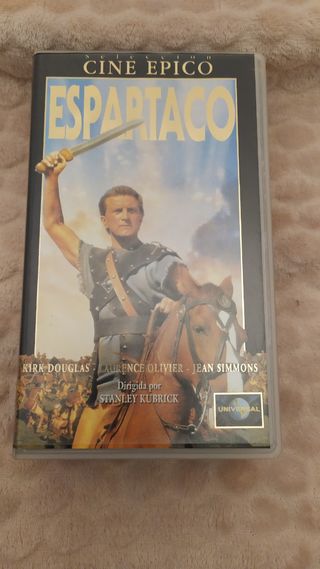 Selección
CINE EPICO
ESPARTACO
KIRK DOUGLAS - LAURENCE OLIVIER - JEAN SIMMONS
Dirigida por
STANLEY KUBRICK
UNIVERSAL